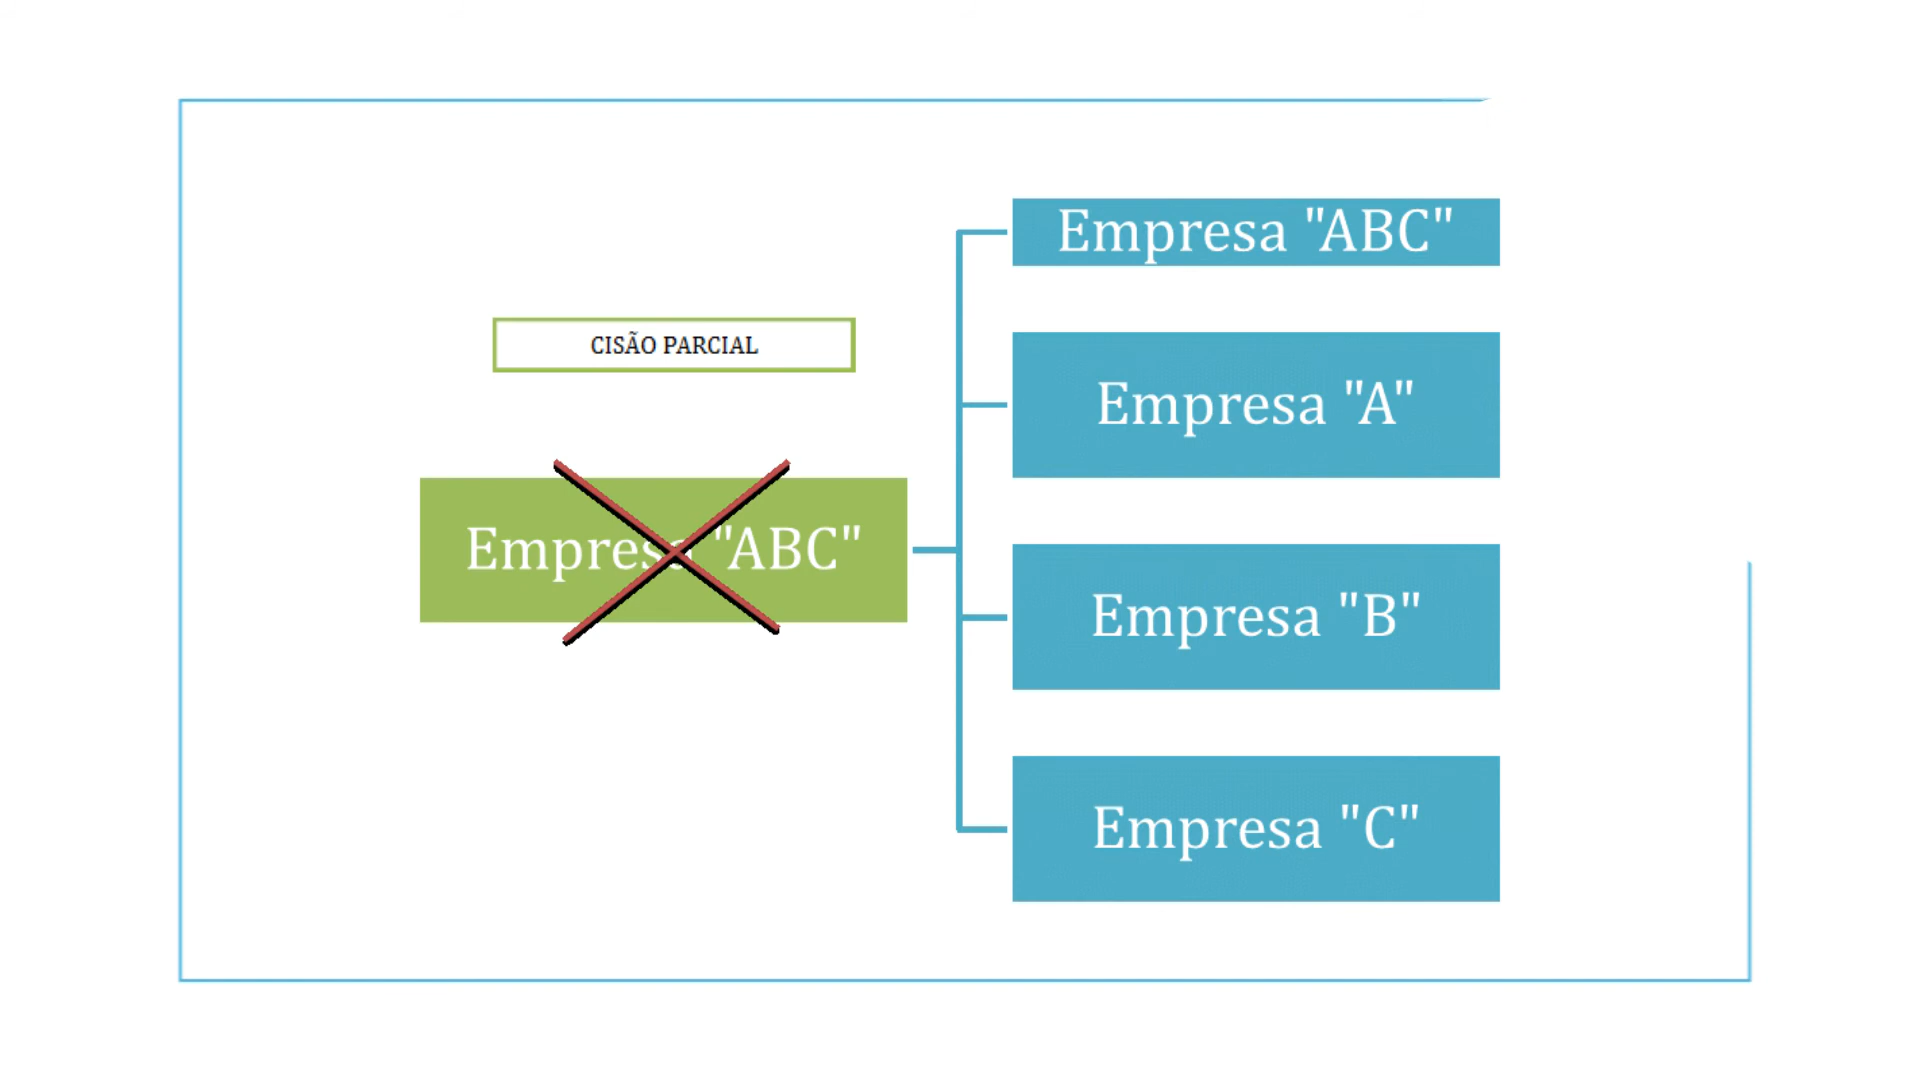 CISÃO PARCIAL
Empresa "ABC"
Empresa "ABC"
Empresa "A"
Empresa "B"
Empresa "C"